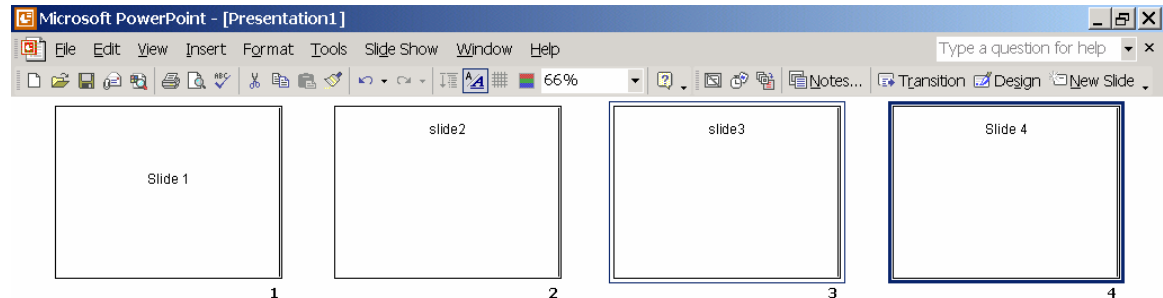 Microsoft PowerPoint - [Presentation1]
File Edit View Insert Format Tools Slide Show Window Help Type a question for help
ABC A 66% Notes... Transition Design New Slide
slide2 slide3 Slide 4
Slide 1
1 2 3 4